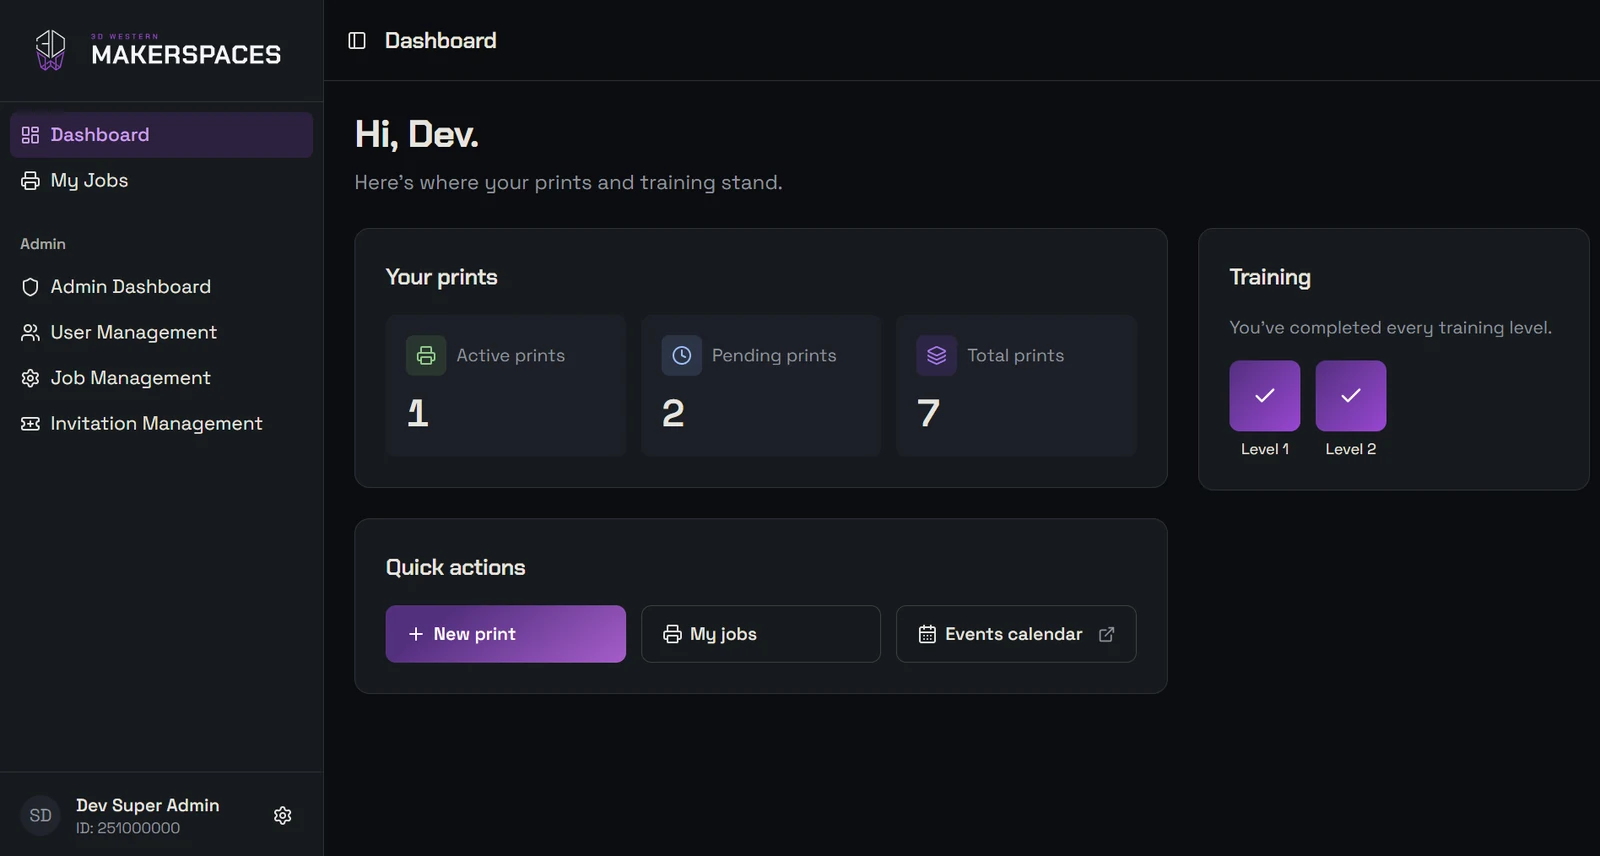 3D WESTERN
MAKERSPACES
Dashboard
My Jobs
Admin
Admin Dashboard
User Management
Job Management
Invitation Management
SD
Dev Super Admin
ID: 251000000
Dashboard
Hi, Dev.
Here's where your prints and training stand.
Your prints
Active prints
1
Pending prints
2
Total prints
7
Training
You've completed every training level.
Level 1
Level 2
Quick actions
New print
My jobs
Events calendar